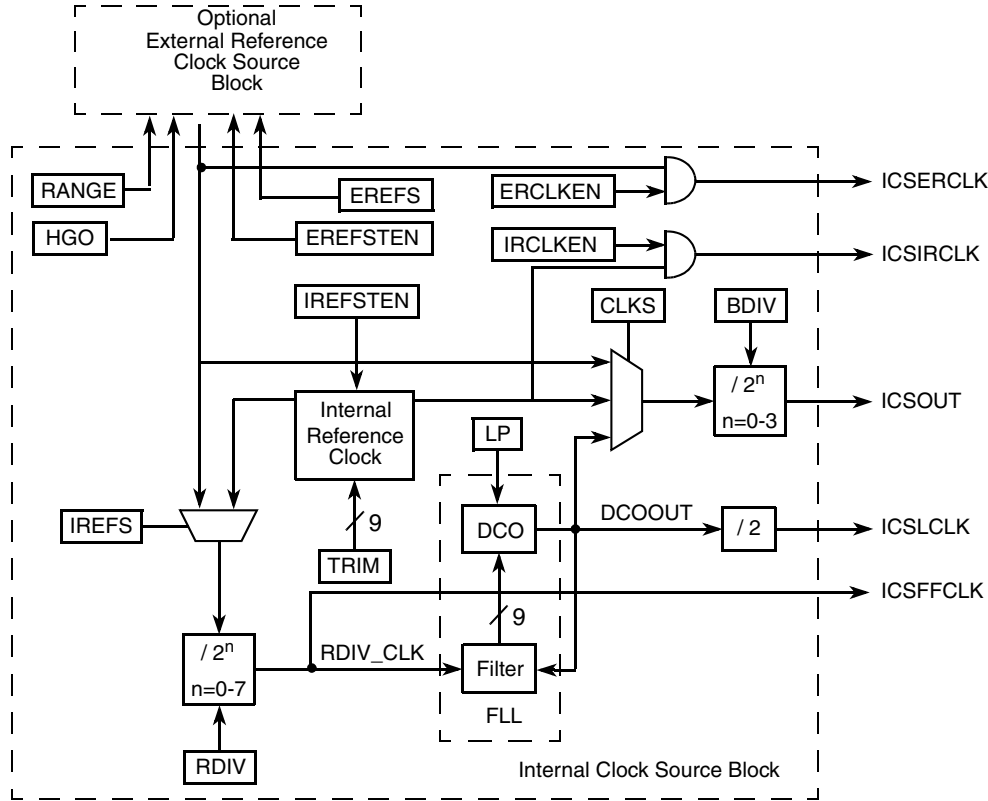 Optional
External Reference
Clock Source
Block
RANGE
HGO
EREFS
EREFSTEN
ERCLKEN
IRCLKEN
ICSERCLK
ICSIRCLK
IREFSTEN
CLKS
BDIV
Internal
Reference
Clock
/ 2n
n=0-3
ICSOUT
LP
IREFS
9
TRIM
DCO
DCOOUT
/ 2
ICSLCLK
ICSFFCLK
9
/ 2n
n=0-7
RDIV_CLK
Filter
FLL
RDIV
Internal Clock Source Block